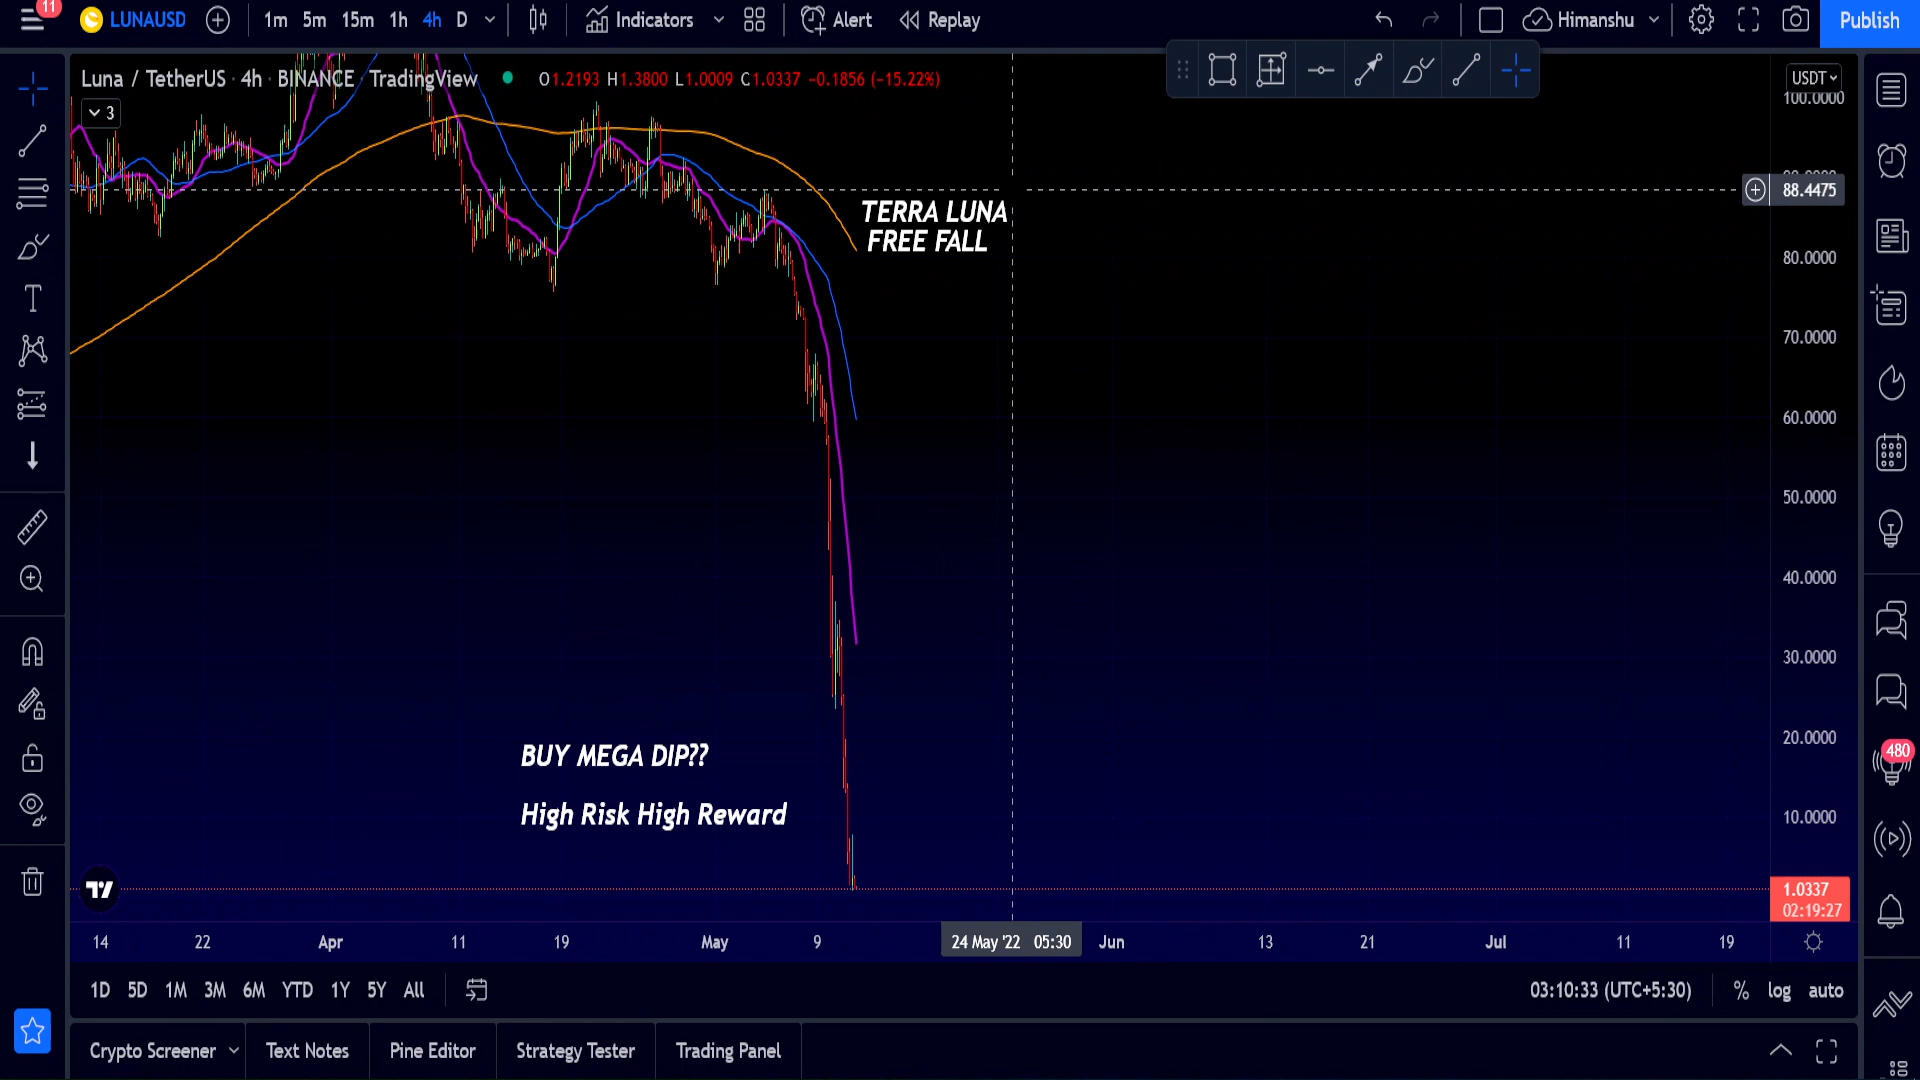 11
LUNAUSD 1m 5m 15m 1h 4h D Indicators Alert Replay Himanshu Publish
Luna / TetherUS · 4h · BINANCE · TradingView O1.2193 H1.3800 L1.0009 C1.0337 −0.1856 (−15.22%)
USDT
100.0000
3
88.4475
TERRA LUNA
FREE FALL
80.0000
70.0000
60.0000
50.0000
40.0000
30.0000
20.0000
480
BUY MEGA DIP??
High Risk High Reward
10.0000
1.0337
02:19:27
14 22 Apr 11 19 May 9 24 May '22 05:30 Jun 13 21 Jul 11 19
1D 5D 1M 3M 6M YTD 1Y 5Y All 03:10:33 (UTC+5:30) % log auto
Crypto Screener Text Notes Pine Editor Strategy Tester Trading Panel